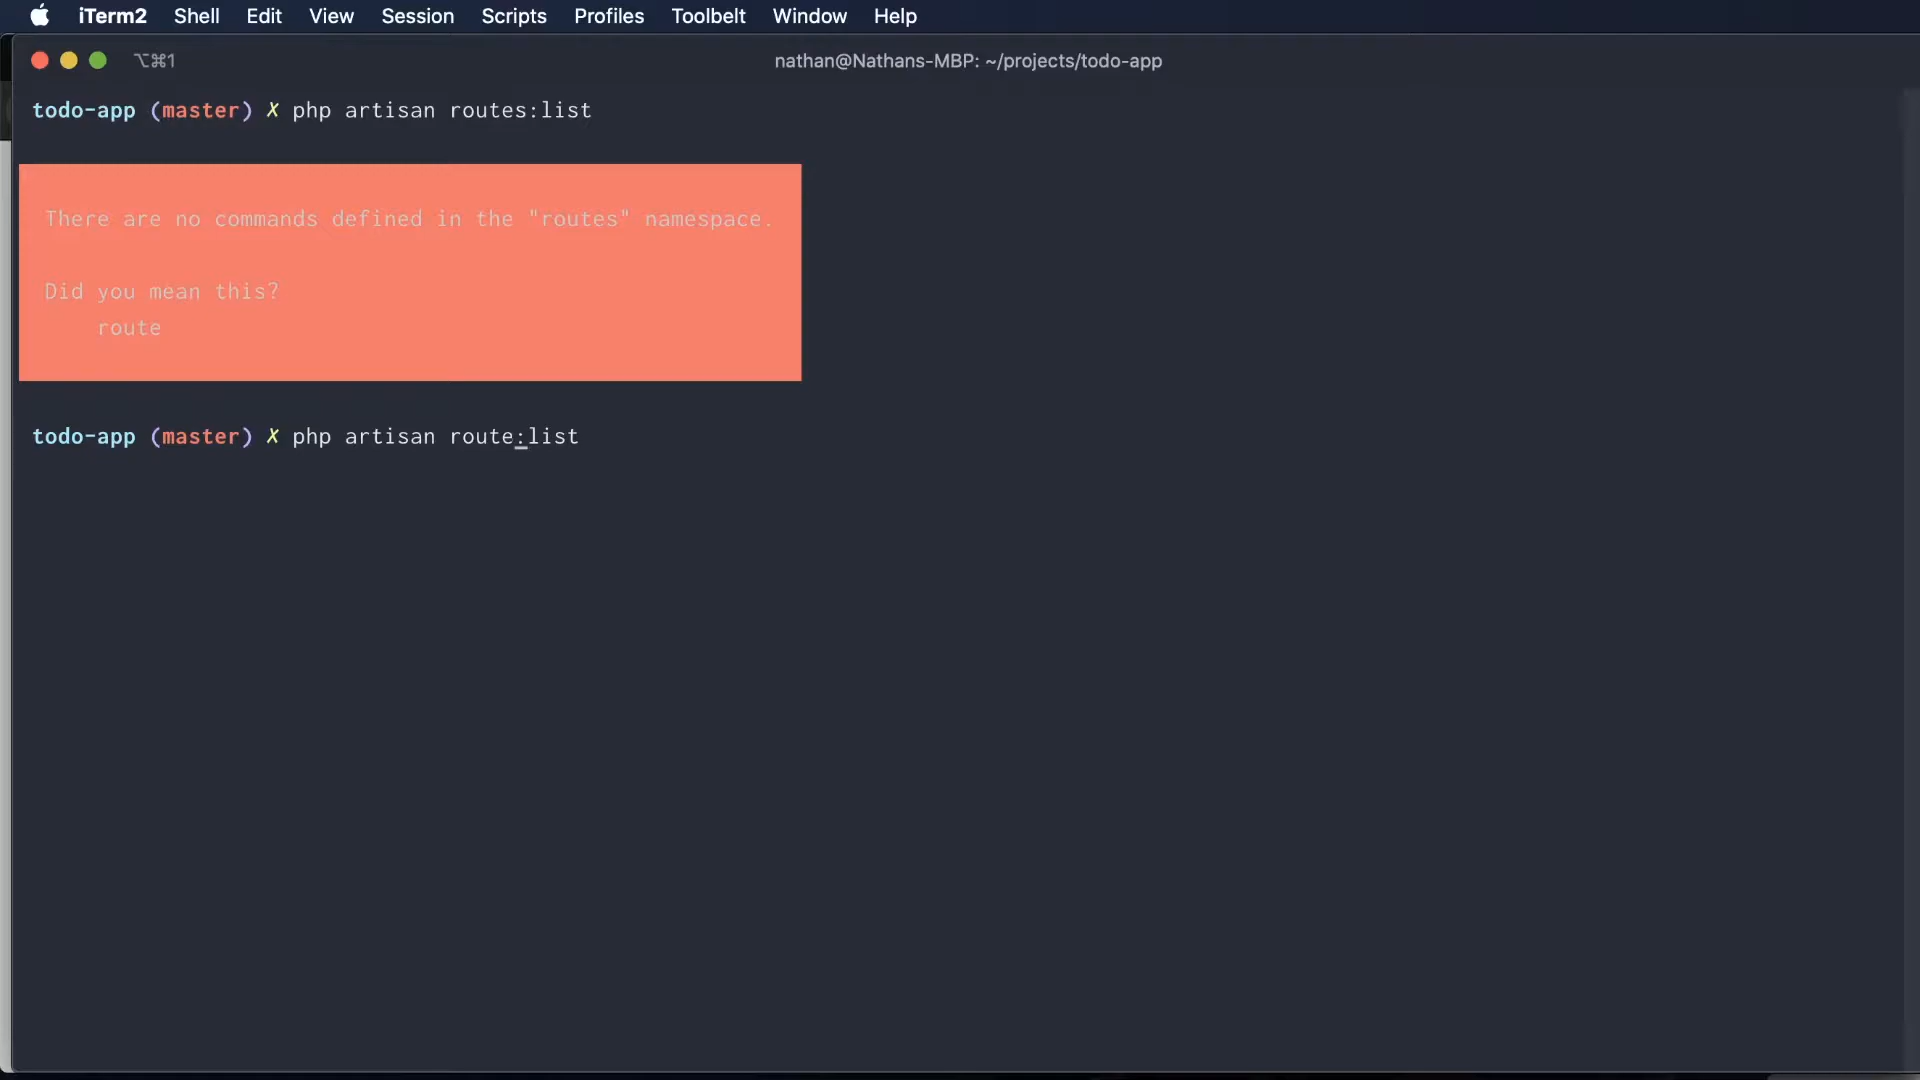 iTerm2 Shell Edit View Session Scripts Profiles Toolbelt Window Help
⌥⌘1 nathan@Nathans-MBP: ~/projects/todo-app
todo-app (master) ✗ php artisan routes:list
There are no commands defined in the "routes" namespace.
Did you mean this?
route
todo-app (master) ✗ php artisan route:list